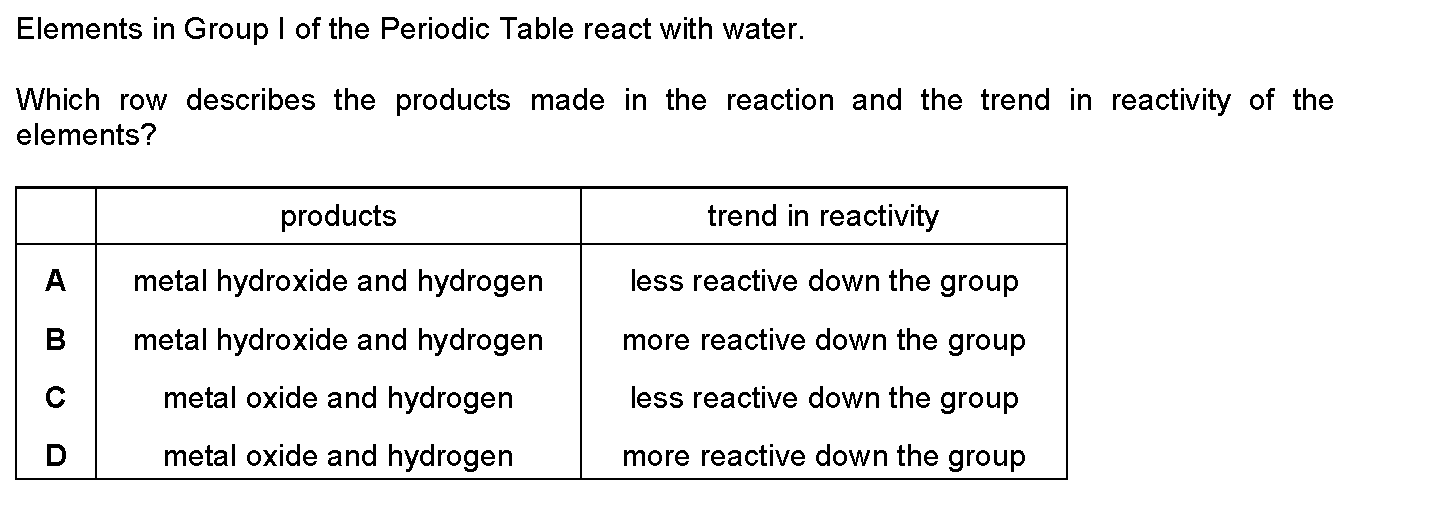 Elements in Group I of the Periodic Table react with water.
Which row describes the products made in the reaction and the trend in reactivity of the
elements?
products trend in reactivity
A metal hydroxide and hydrogen less reactive down the group
B metal hydroxide and hydrogen more reactive down the group
C metal oxide and hydrogen less reactive down the group
D metal oxide and hydrogen more reactive down the group